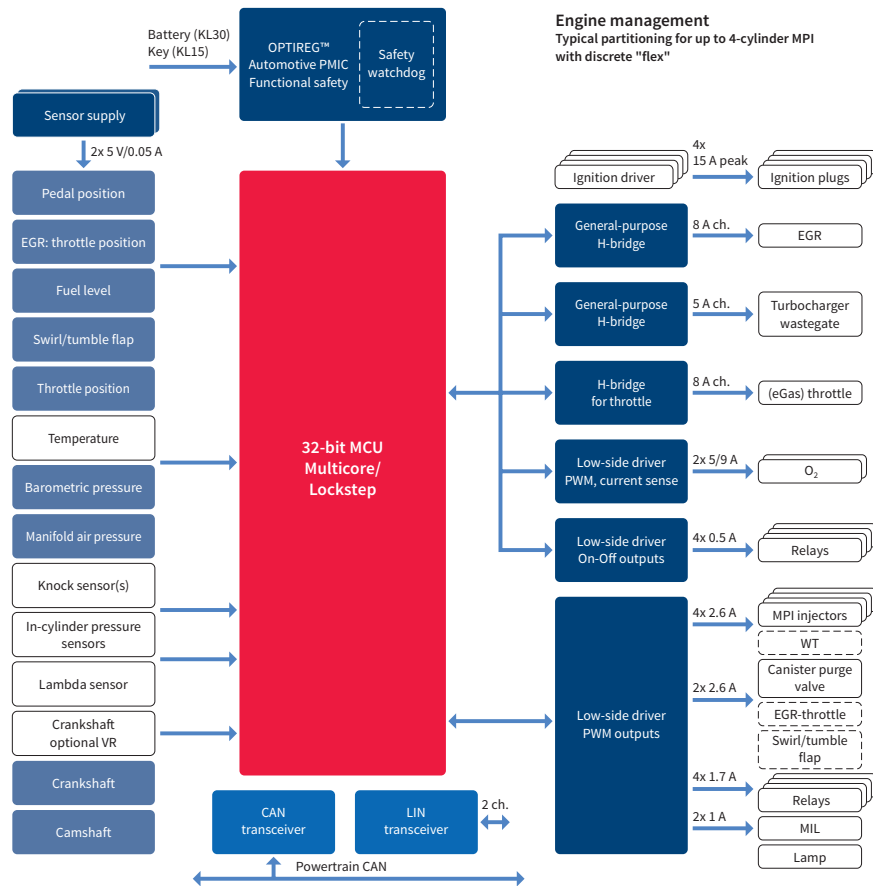 Engine management
Typical partitioning for up to 4-cylinder MPI
with discrete "flex"
Battery (KL30)
Key (KL15)
OPTIREG™
Automotive PMIC
Functional safety
Safety
watchdog
Sensor supply
2x 5 V/0.05 A
Pedal position
EGR: throttle position
Fuel level
Swirl/tumble flap
Throttle position
Temperature
Barometric pressure
Manifold air pressure
Knock sensor(s)
In-cylinder pressure
sensors
Lambda sensor
Crankshaft
optional VR
Crankshaft
Camshaft
32-bit MCU
Multicore/
Lockstep
CAN
transceiver
LIN
transceiver
2 ch.
Powertrain CAN
Ignition driver
4x
15 A peak
Ignition plugs
General-purpose
H-bridge
8 A ch.
EGR
General-purpose
H-bridge
5 A ch.
Turbocharger
wastegate
H-bridge
for throttle
8 A ch.
(eGas) throttle
Low-side driver
PWM, current sense
2x 5/9 A
O₂
Low-side driver
On-Off outputs
4x 0.5 A
Relays
Low-side driver
PWM outputs
4x 2.6 A
MPI injectors
WT
2x 2.6 A
Canister purge
valve
EGR-throttle
Swirl/tumble
flap
4x 1.7 A
Relays
2x 1 A
MIL
Lamp